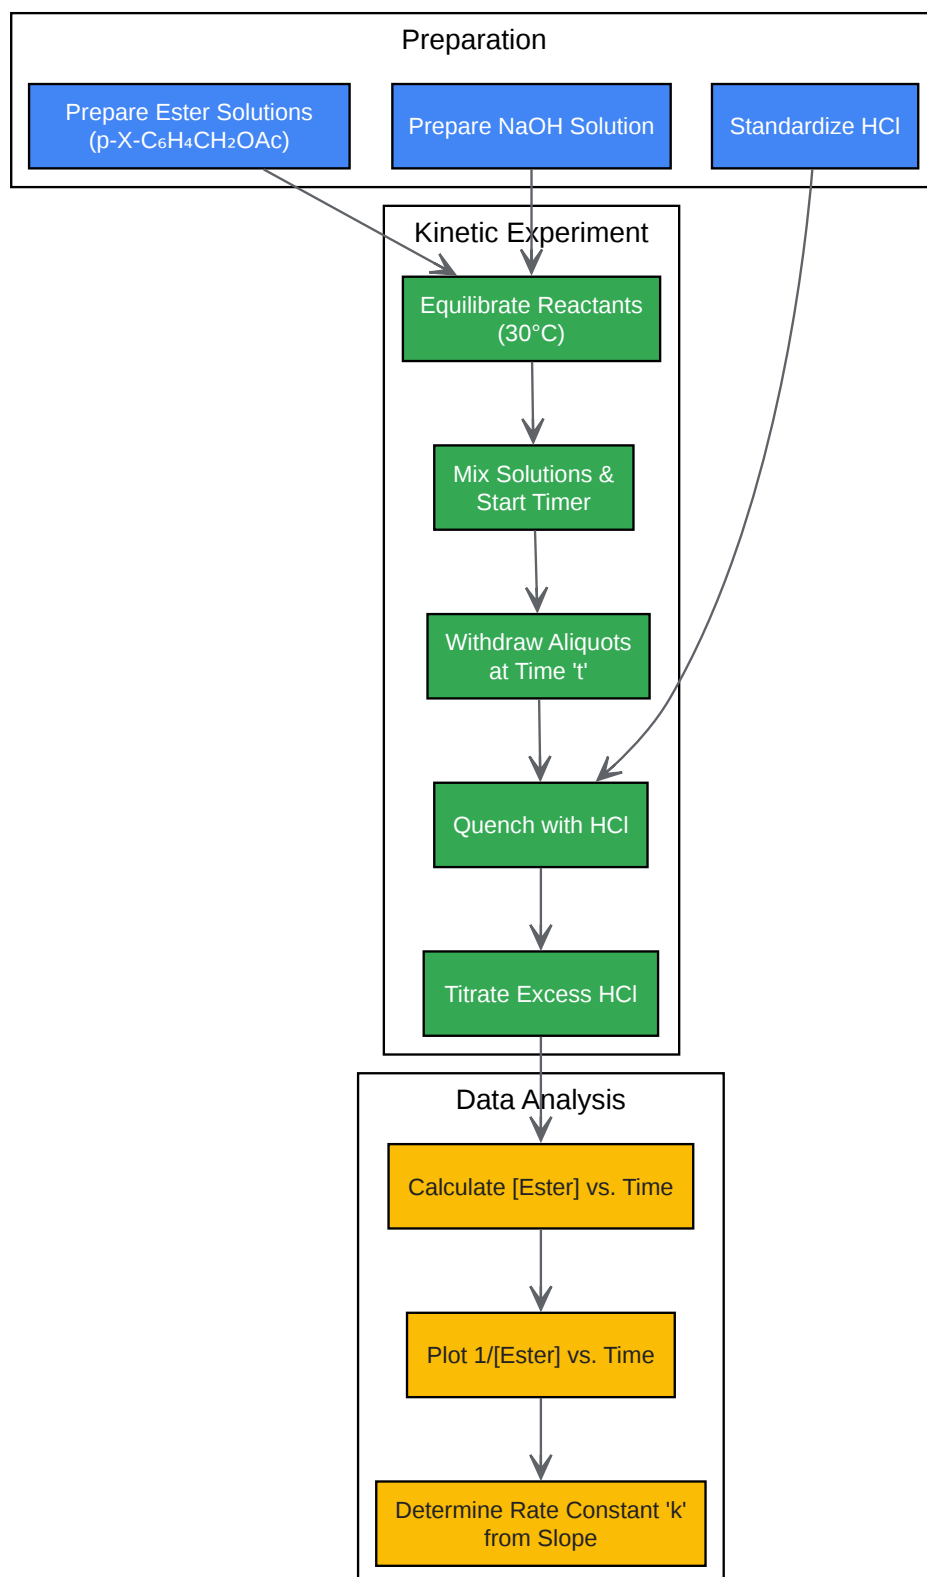 Preparation
Prepare Ester Solutions
(p-X-C₆H₄CH₂OAc)
Prepare NaOH Solution
Standardize HCl
Kinetic Experiment
Equilibrate Reactants
(30°C)
Mix Solutions &
Start Timer
Withdraw Aliquots
at Time 't'
Quench with HCl
Titrate Excess HCl
Data Analysis
Calculate [Ester] vs. Time
Plot 1/[Ester] vs. Time
Determine Rate Constant 'k'
from Slope